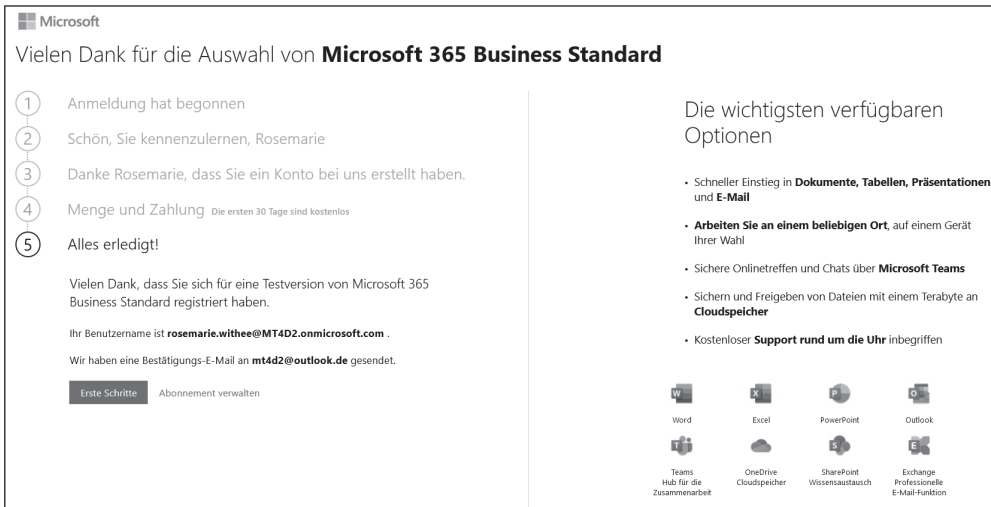 Microsoft
Vielen Dank für die Auswahl von Microsoft 365 Business Standard
1 Anmeldung hat begonnen
2 Schön, Sie kennenzulernen, Rosemarie
3 Danke Rosemarie, dass Sie ein Konto bei uns erstellt haben.
4 Menge und Zahlung Die ersten 30 Tage sind kostenlos
5 Alles erledigt!
Vielen Dank, dass Sie sich für eine Testversion von Microsoft 365
Business Standard registriert haben.
Ihr Benutzername ist rosemarie.withee@MT4D2.onmicrosoft.com .
Wir haben eine Bestätigungs-E-Mail an mt4d2@outlook.de gesendet.
Erste Schritte Abonnement verwalten
Die wichtigsten verfügbaren
Optionen
• Schneller Einstieg in Dokumente, Tabellen, Präsentationen
und E-Mail
• Arbeiten Sie an einem beliebigen Ort, auf einem Gerät
Ihrer Wahl
• Sichere Onlinetreffen und Chats über Microsoft Teams
• Sichern und Freigeben von Dateien mit einem Terabyte an
Cloudspeicher
• Kostenloser Support rund um die Uhr inbegriffen
Word Excel PowerPoint Outlook
Teams OneDrive SharePoint Exchange
Hub für die Cloudspeicher Wissensaustausch Professionelle
Zusammenarbeit E-Mail-Funktion